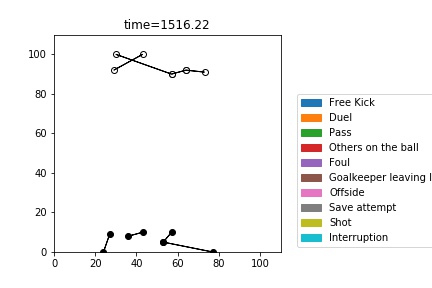 time=1516.22
100
80
60
40
20
0
0 20 40 60 80 100
Free Kick
Duel
Pass
Others on the ball
Foul
Goalkeeper leaving l
Offside
Save attempt
Shot
Interruption